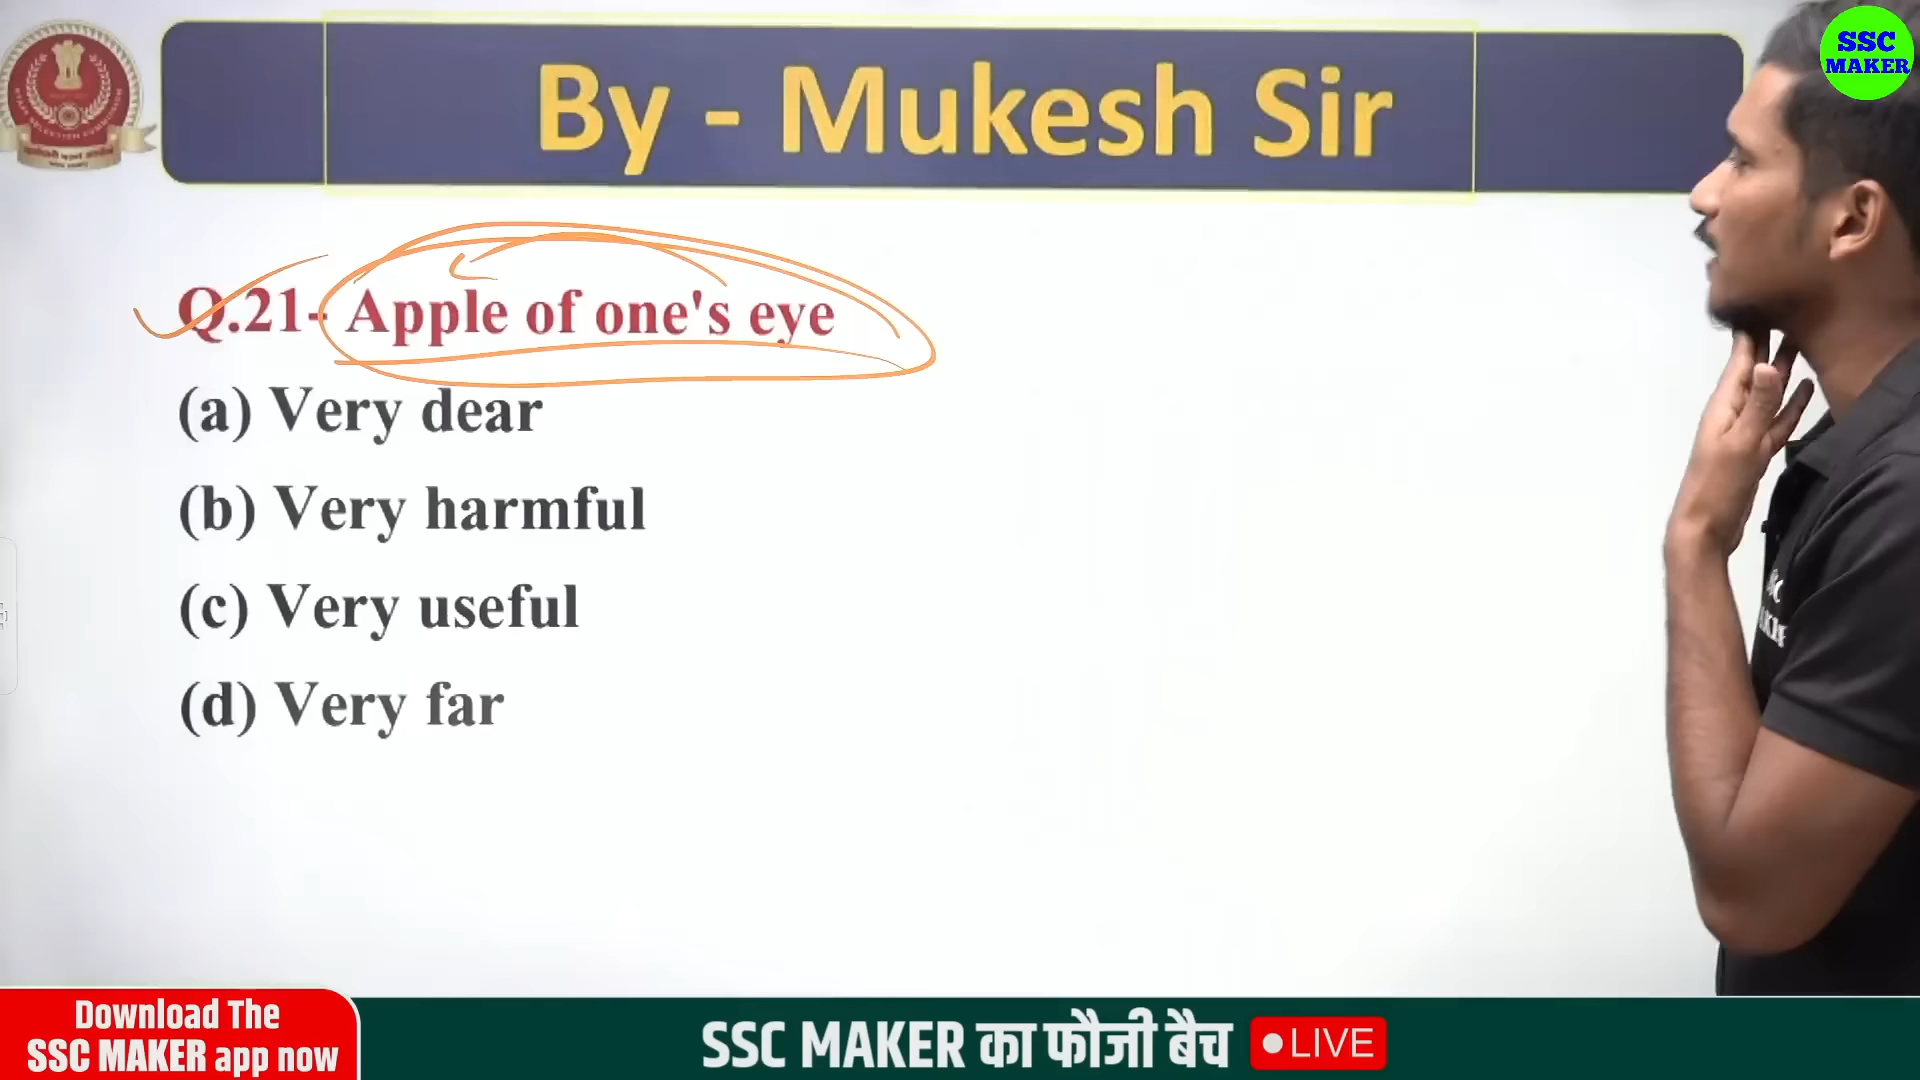 SSC
MAKER
By - Mukesh Sir
Q.21- Apple of one's eye
(a) Very dear
(b) Very harmful
(c) Very useful
(d) Very far
Download The
SSC MAKER app now
SSC MAKER का फौजी बैच
LIVE